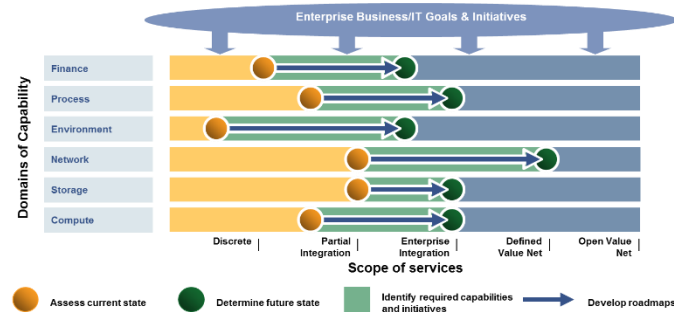 Enterprise Business/IT Goals & Initiatives
Domains of Capability
Finance
Process
Environment
Network
Storage
Compute
Discrete
Partial
Integration
Enterprise
Integration
Defined
Value Net
Open Value
Net
Scope of services
Assess current state
Determine future state
Identify required capabilities
and initiatives
Develop roadmaps